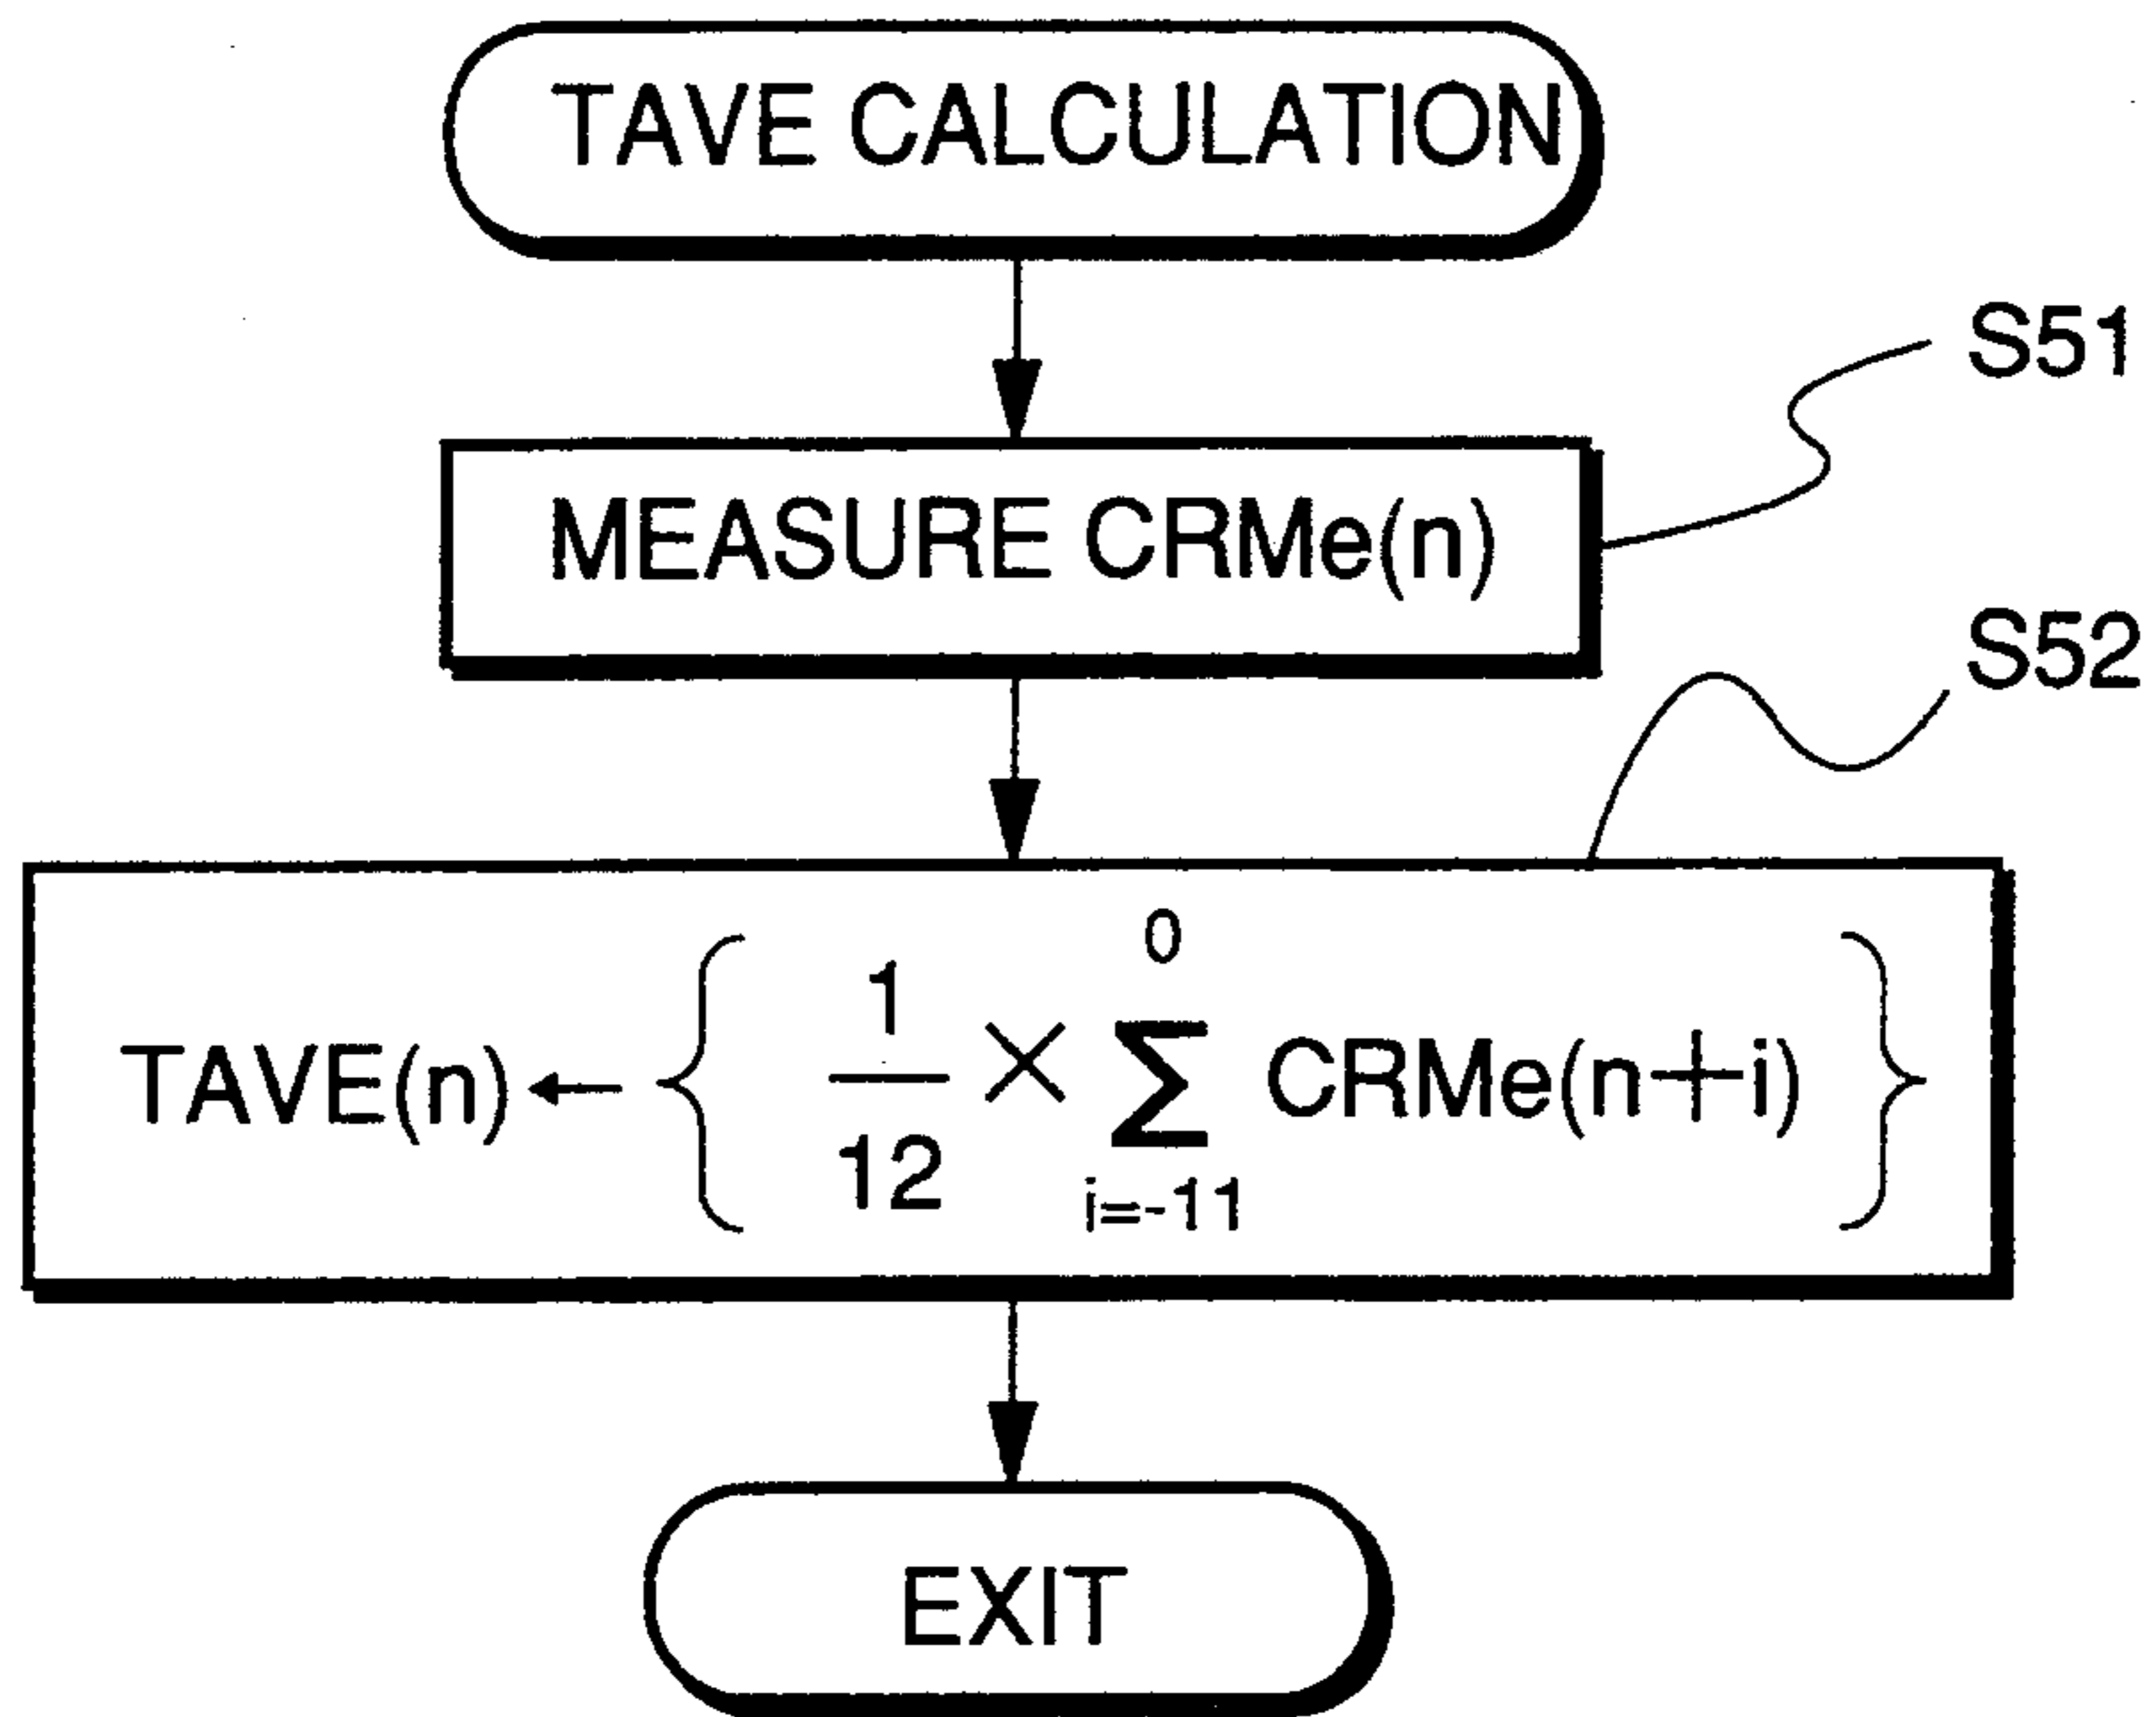 TAVE CALCULATION
S51
MEASURE CRMe(n)
S52
TAVE(n) ← { 1/12 × Σ i=-11 0 CRMe(n+i) }
EXIT